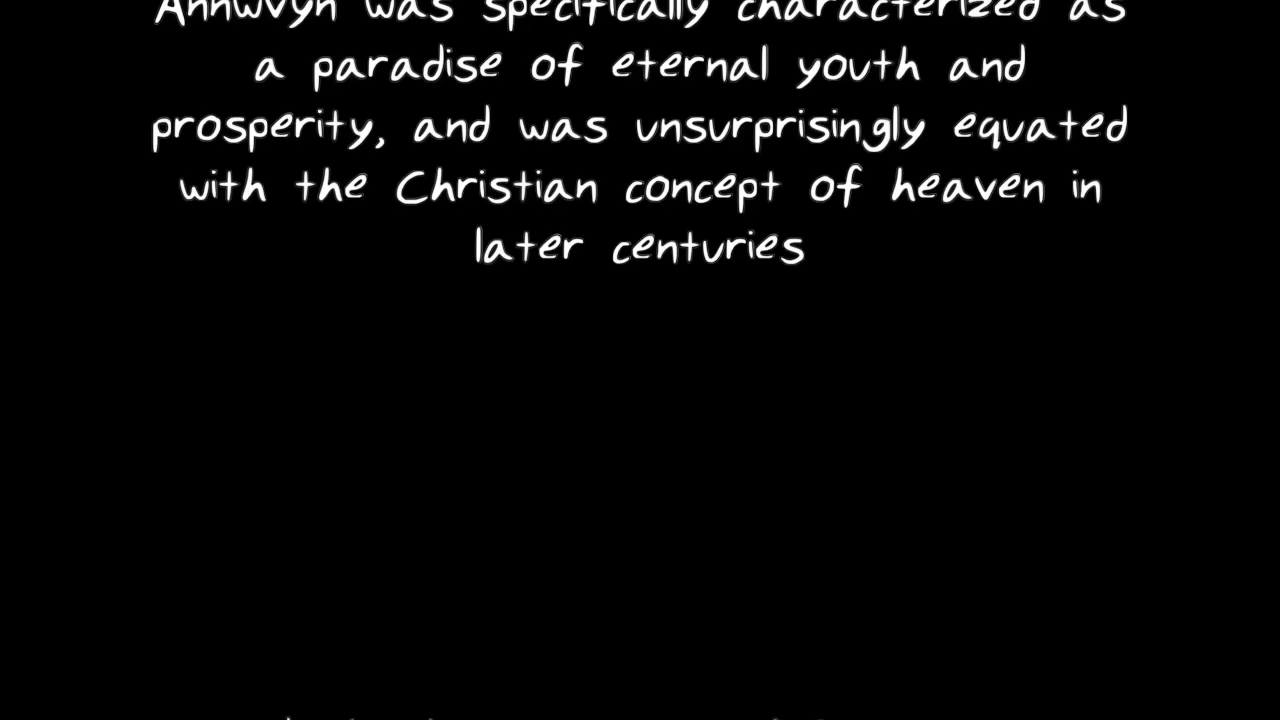 Annwvyn was specifically characterized as
a paradise of eternal youth and
prosperity, and was unsurprisingly equated
with the Christian concept of heaven in
later centuries